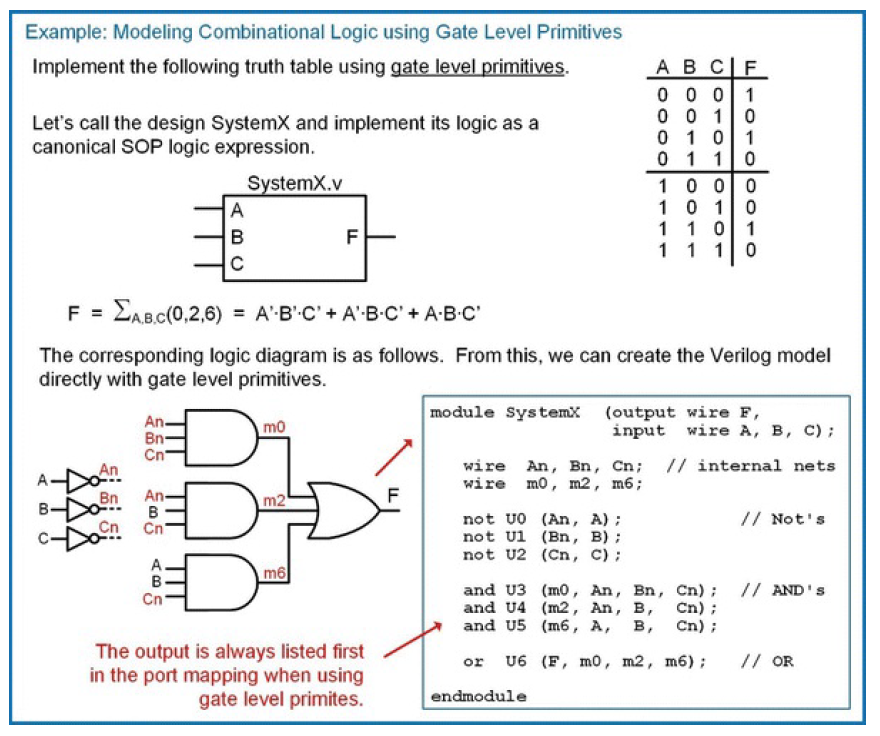 Example: Modeling Combinational Logic using Gate Level Primitives
Implement the following truth table using gate level primitives.
Let's call the design SystemX and implement its logic as a
canonical SOP logic expression.
A B C F
0 0 0 1
0 0 1 0
0 1 0 1
0 1 1 0
1 0 0 0
1 0 1 0
1 1 0 1
1 1 1 0
SystemX.v
A
B F
C
F = ∑A,B,C(0,2,6) = A'·B'·C' + A'·B·C' + A·B·C'
The corresponding logic diagram is as follows. From this, we can create the Verilog model
directly with gate level primitives.
A An
B Bn
C Cn
An
Bn
Cn
m0
An
B
Cn
m2
A
B
Cn
m6
F
The output is always listed first
in the port mapping when using
gate level primites.
module SystemX (output wire F,
input wire A, B, C);
wire An, Bn, Cn; // internal nets
wire m0, m2, m6;
not U0 (An, A); // Not's
not U1 (Bn, B);
not U2 (Cn, C);
and U3 (m0, An, Bn, Cn); // AND's
and U4 (m2, An, B, Cn);
and U5 (m6, A, B, Cn);
or U6 (F, m0, m2, m6); // OR
endmodule